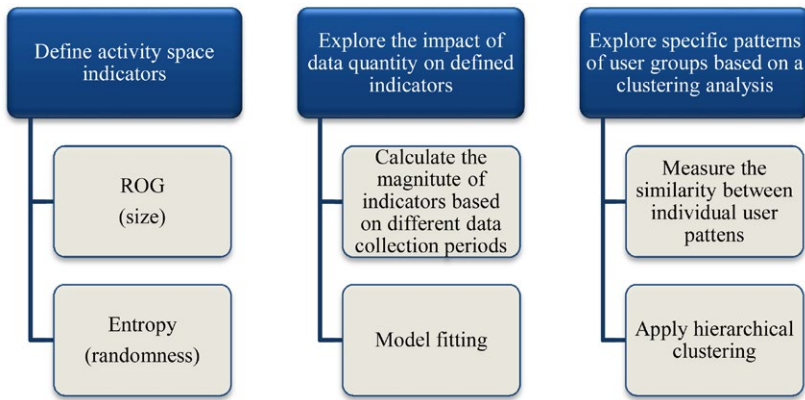 Define activity space
indicators
ROG
(size)
Entropy
(randomness)
Explore the impact of
data quantity on defined
indicators
Calculate the
magnitute of
indicators based
on different data
collection periods
Model fitting
Explore specific patterns
of user groups based on a
clustering analysis
Measure the
similarity between
individual user
pattens
Apply hierarchical
clustering